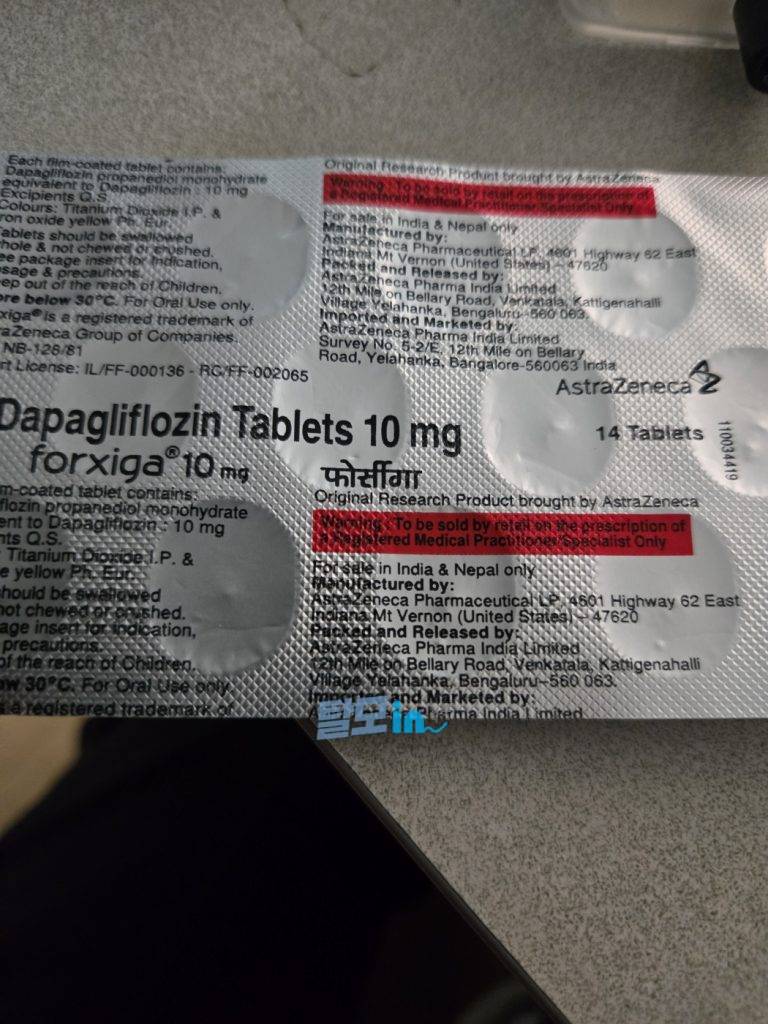 Each film-coated tablet contains:
Dapagliflozin propanediol monohydrate
equivalent to Dapagliflozin : 10 mg
Excipients Q.S.
Colours: Titanium Dioxide I.P. &
ron oxide yellow Ph. Eur.
ablets should be swallowed
hole & not chewed or crushed.
ee package insert for Indication,
sage & precautions.
ep out of the reach of Children.
re below 30°C. For Oral Use only.
xiga® is a registered trademark of
raZeneca Group of Companies.
NB-128/81
rt License: IL/FF-000136 - RC/FF-002065
Original Research Product brought by AstraZeneca
Warning : To be sold by retail on the prescription of
a Registered Medical Practitioner/Specialist Only
For sale in India & Nepal only
Manufactured by:
AstraZeneca Pharmaceutical LP, 4601 Highway 62 East
Indiana Mt Vernon (United States) – 47620
Packed and Released by:
AstraZeneca Pharma India Limited
12th Mile on Bellary Road, Venkatala, Kattigenahalli
Village Yelahanka, Bengaluru-560 063.
Imported and Marketed by:
AstraZeneca Pharma India Limited
Survey No. 5-2/E, 12th Mile on Bellary
Road, Yelahanka, Bangalore-560063 India
AstraZeneca
Dapagliflozin Tablets 10 mg
14 Tablets
110034419
forxiga® 10 mg
फोर्सीगा
m-coated tablet contains:
flozin propanediol monohydrate
ent to Dapagliflozin : 10 mg
nts Q.S.
: Titanium Dioxide I.P. &
e yellow Ph. Eur.
hould be swallowed
not chewed or crushed.
age insert for Indication,
precautions.
of the reach of Children.
ow 30°C. For Oral Use only.
s a registered trademark of
Original Research Product brought by AstraZeneca
Warning : To be sold by retail on the prescription of
a Registered Medical Practitioner/Specialist Only
For sale in India & Nepal only
Manufactured by:
AstraZeneca Pharmaceutical LP, 4601 Highway 62 East
Indiana Mt Vernon (United States) – 47620
Packed and Released by:
AstraZeneca Pharma India Limited
12th Mile on Bellary Road, Venkatala, Kattigenahalli
Village Yelahanka, Bengaluru-560 063.
Imported and Marketed by:
Pharma India Limited
탈모in